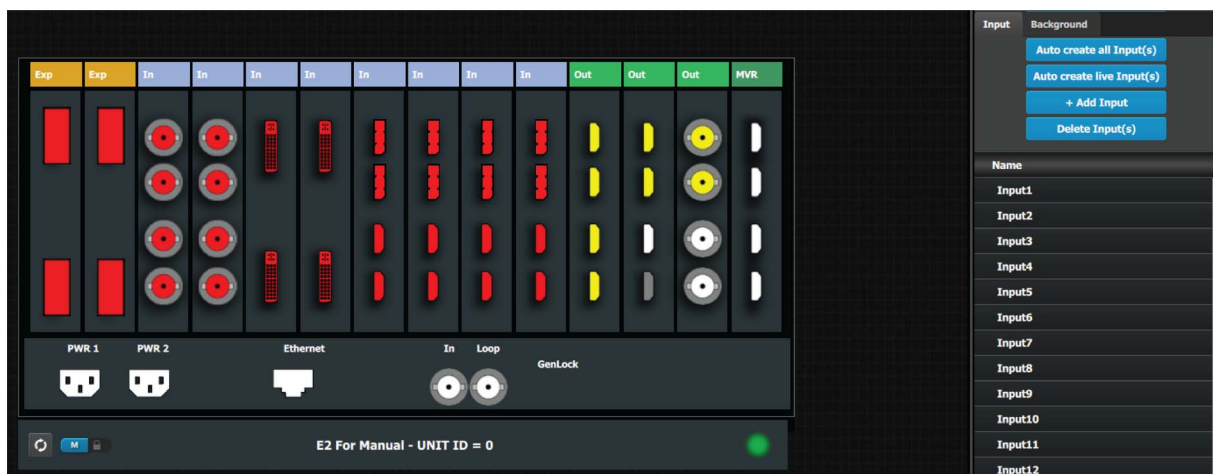 Input Background
Auto create all Input(s)
Auto create live Input(s)
+ Add Input
Delete Input(s)
Exp Exp In In In In In In In In Out Out Out MVR
Name
Input1
Input2
Input3
Input4
Input5
Input6
Input7
Input8
Input9
Input10
Input11
Input12
PWR 1 PWR 2 Ethernet In Loop
GenLock
M
E2 For Manual - UNIT ID = 0